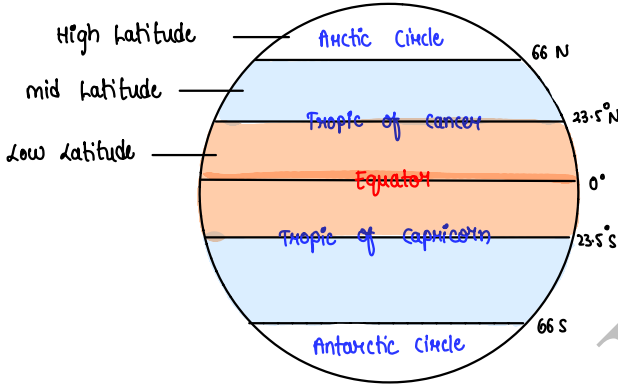 High Latitude
Arctic Circle
66 N
mid Latitude
Tropic of Cancer
23.5°N
Low Latitude
Equator
0°
Tropic of Capricorn
23.5°S
66 S
Antarctic Circle